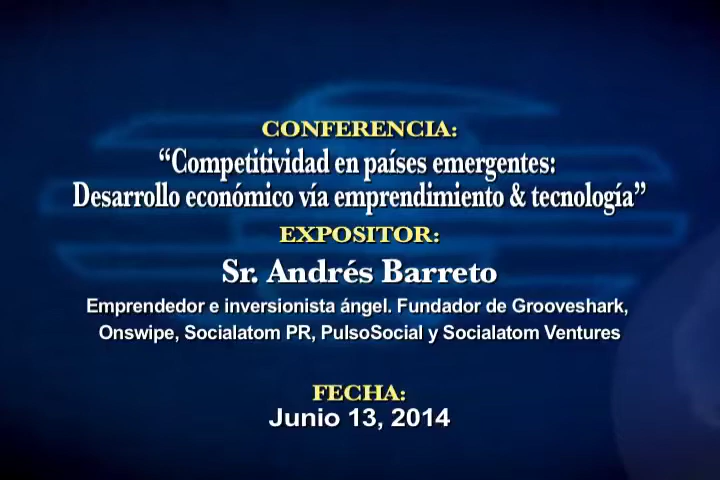 CONFERENCIA:
“Competitividad en países emergentes:
Desarrollo económico vía emprendimiento & tecnología”
EXPOSITOR:
Sr. Andrés Barreto
Emprendedor e inversionista ángel. Fundador de Grooveshark,
Onswipe, Socialatom PR, PulsoSocial y Socialatom Ventures
FECHA:
Junio 13, 2014